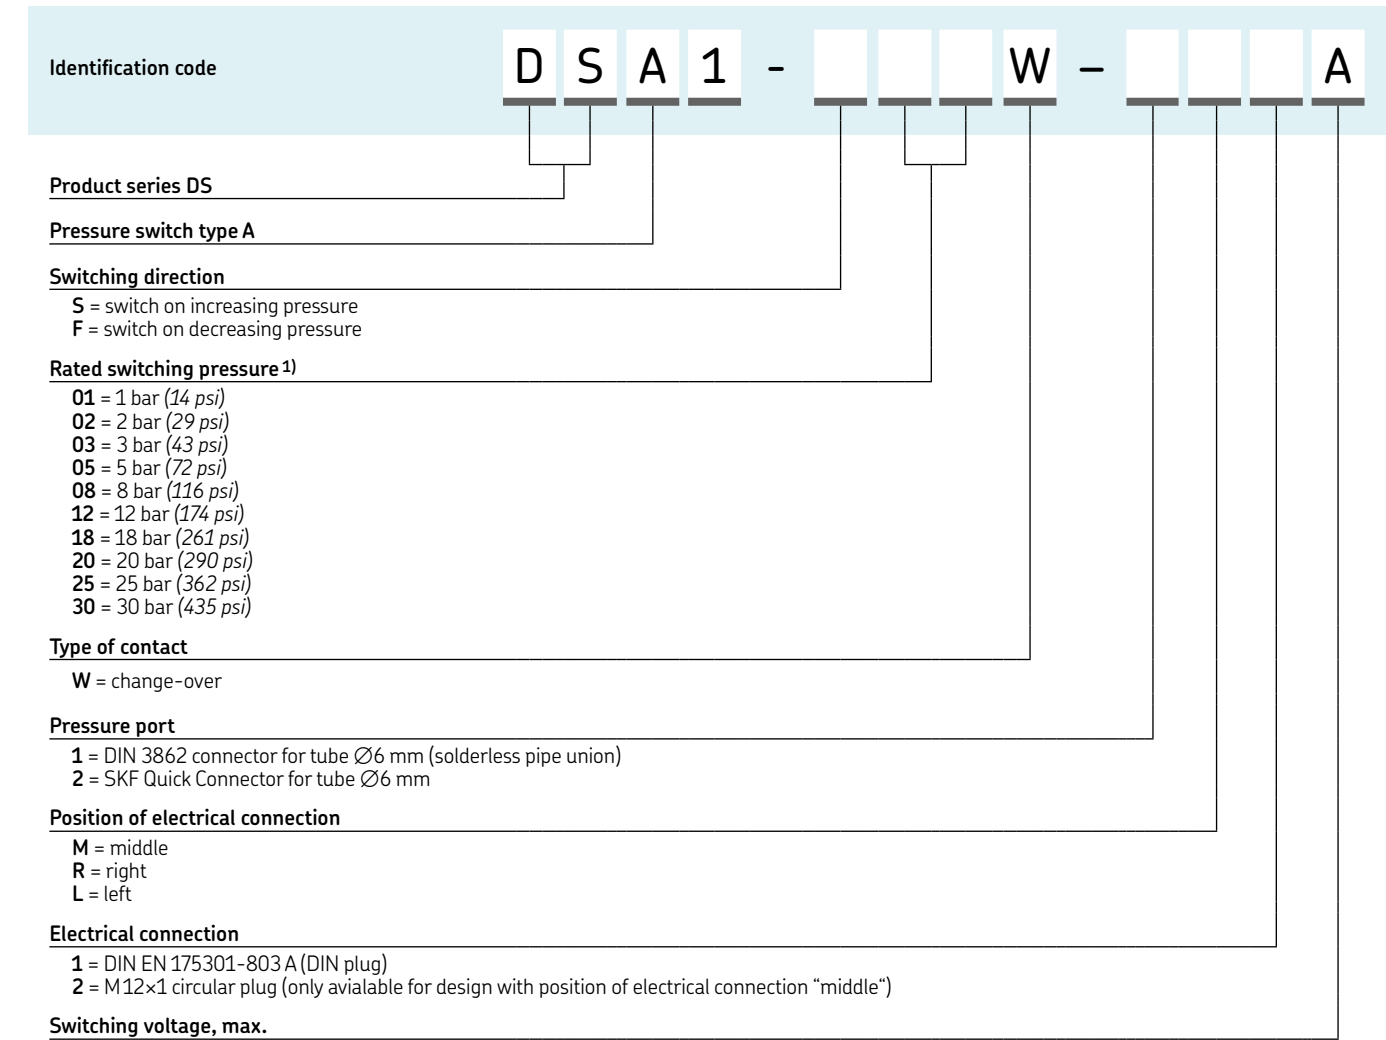 Identification code D S A 1 - W – A
Product series DS
Pressure switch type A
Switching direction
S = switch on increasing pressure
F = switch on decreasing pressure
Rated switching pressure 1)
01 = 1 bar (14 psi)
02 = 2 bar (29 psi)
03 = 3 bar (43 psi)
05 = 5 bar (72 psi)
08 = 8 bar (116 psi)
12 = 12 bar (174 psi)
18 = 18 bar (261 psi)
20 = 20 bar (290 psi)
25 = 25 bar (362 psi)
30 = 30 bar (435 psi)
Type of contact
W = change-over
Pressure port
1 = DIN 3862 connector for tube ∅6 mm (solderless pipe union)
2 = SKF Quick Connector for tube ∅6 mm
Position of electrical connection
M = middle
R = right
L = left
Electrical connection
1 = DIN EN 175301-803 A (DIN plug)
2 = M12×1 circular plug (only avialable for design with position of electrical connection “middle“)
Switching voltage, max.